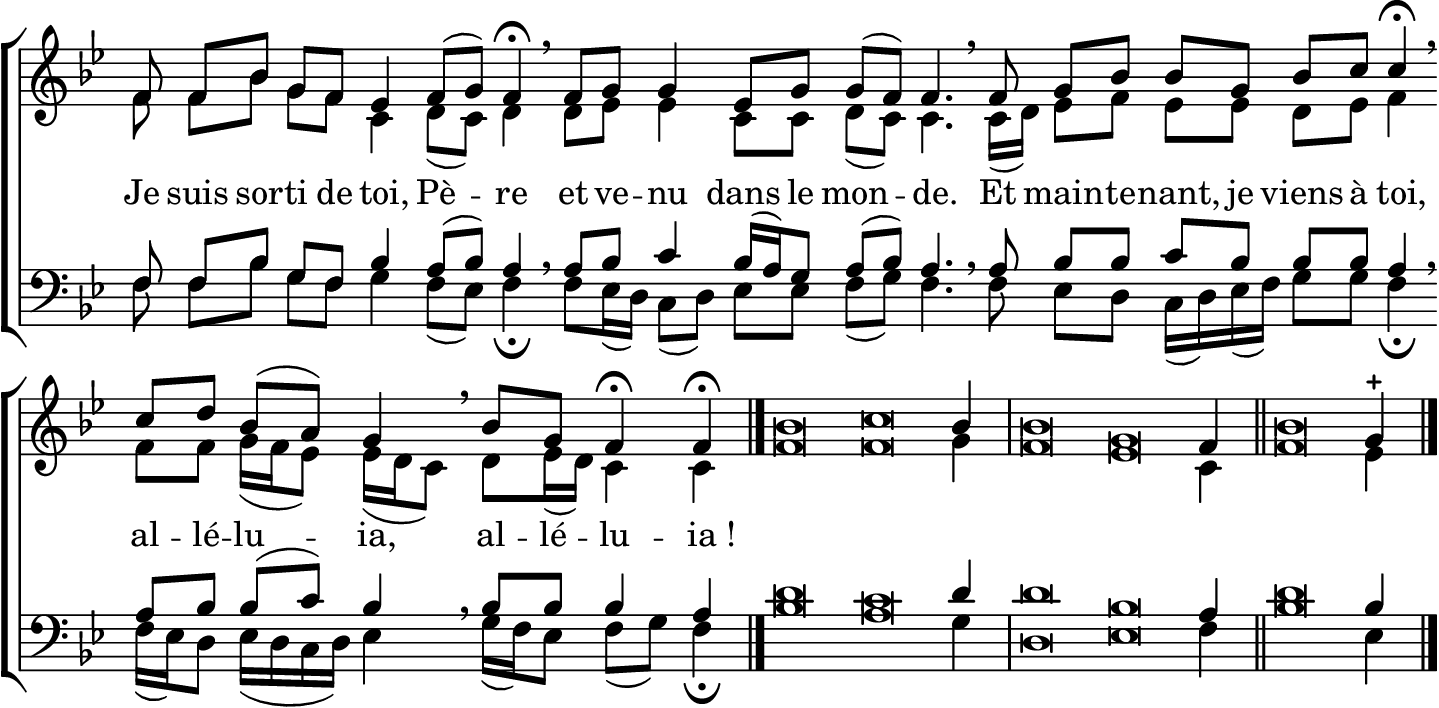 Je suis sorti de toi, Pè - re et ve - nu dans le mon - de. Et maintenant, je viens à toi,
al - lé - lu - ia, al - lé - lu - ia !